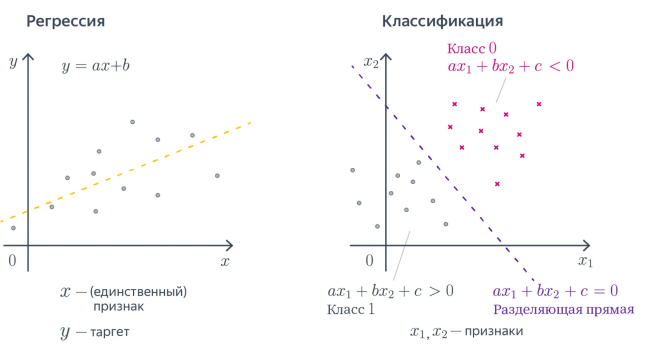 Регрессия
y
y = ax+b
0
x
x — (единственный)
признак
y — таргет
Классификация
x₂
Класс 0
ax₁ + bx₂ + c < 0
0
x₁
ax₁ + bx₂ + c > 0
Класс 1
ax₁ + bx₂ + c = 0
Разделяющая прямая
x₁, x₂ — признаки